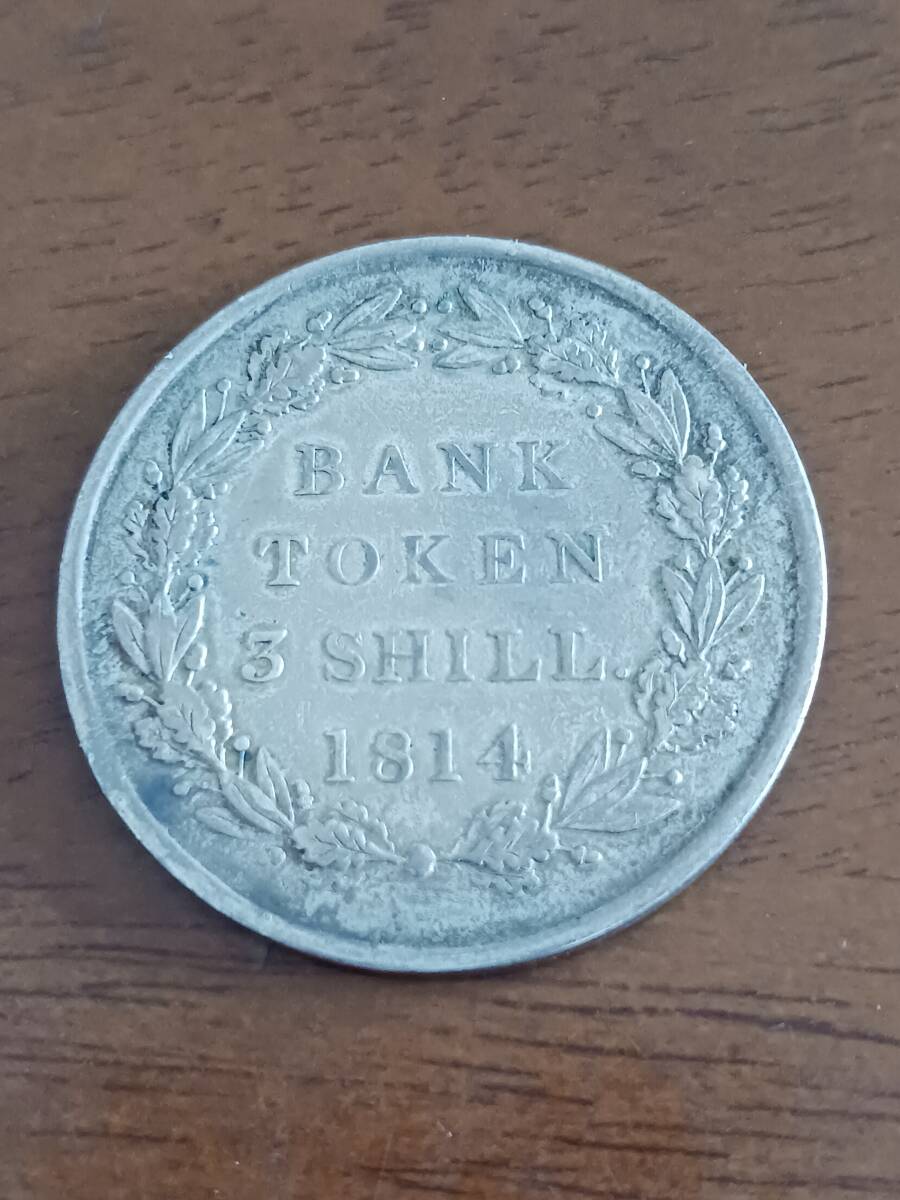 BANK
TOKEN
3 SHILL.
1814